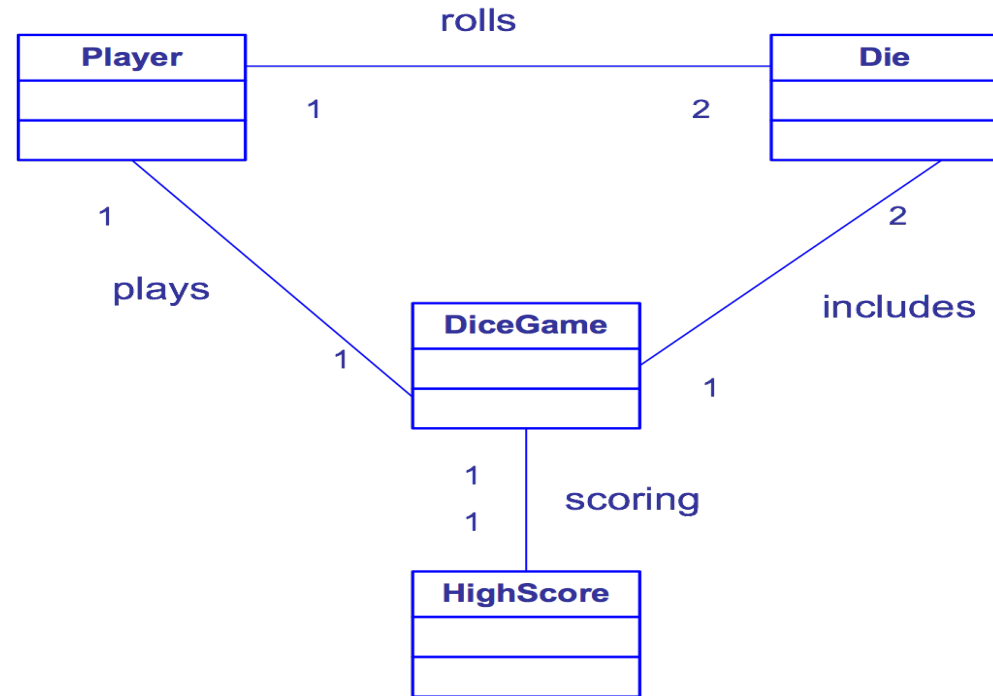 rolls
Player
Die
1
2
1
2
plays
includes
DiceGame
1
1
1
scoring
1
HighScore